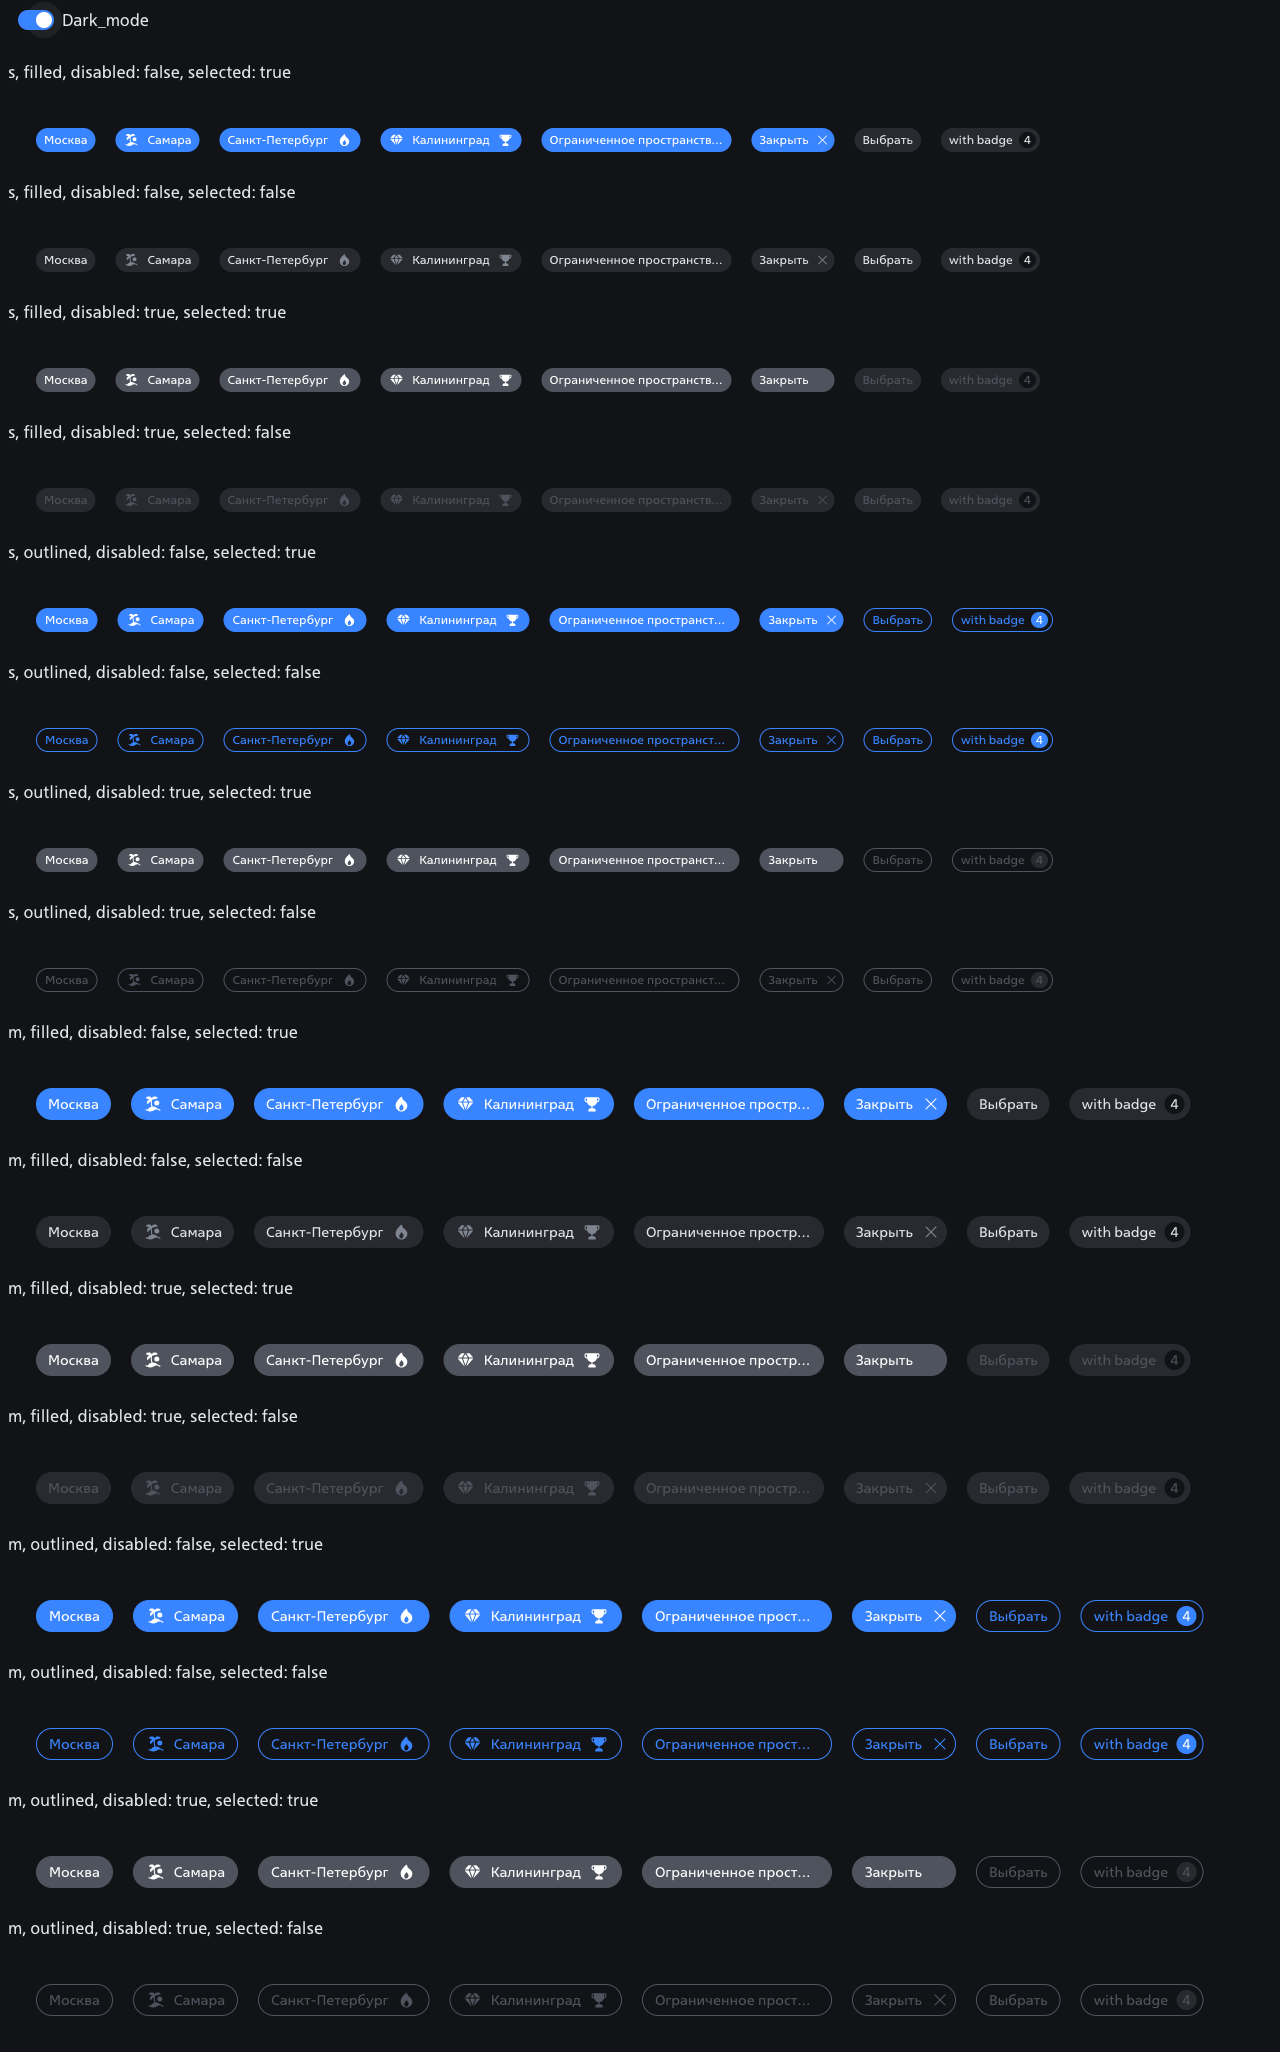 Dark_mode
s, filled, disabled: false, selected: true
Москва Самара Санкт-Петербург Калининград Ограниченное пространств... Закрыть Выбрать with badge 4
s, filled, disabled: false, selected: false
Москва Самара Санкт-Петербург Калининград Ограниченное пространств... Закрыть Выбрать with badge 4
s, filled, disabled: true, selected: true
Москва Самара Санкт-Петербург Калининград Ограниченное пространств... Закрыть Выбрать with badge 4
s, filled, disabled: true, selected: false
Москва Самара Санкт-Петербург Калининград Ограниченное пространств... Закрыть Выбрать with badge 4
s, outlined, disabled: false, selected: true
Москва Самара Санкт-Петербург Калининград Ограниченное пространст... Закрыть Выбрать with badge 4
s, outlined, disabled: false, selected: false
Москва Самара Санкт-Петербург Калининград Ограниченное пространст... Закрыть Выбрать with badge 4
s, outlined, disabled: true, selected: true
Москва Самара Санкт-Петербург Калининград Ограниченное пространст... Закрыть Выбрать with badge 4
s, outlined, disabled: true, selected: false
Москва Самара Санкт-Петербург Калининград Ограниченное пространст... Закрыть Выбрать with badge 4
m, filled, disabled: false, selected: true
Москва Самара Санкт-Петербург Калининград Ограниченное простр... Закрыть Выбрать with badge 4
m, filled, disabled: false, selected: false
Москва Самара Санкт-Петербург Калининград Ограниченное простр... Закрыть Выбрать with badge 4
m, filled, disabled: true, selected: true
Москва Самара Санкт-Петербург Калининград Ограниченное простр... Закрыть Выбрать with badge 4
m, filled, disabled: true, selected: false
Москва Самара Санкт-Петербург Калининград Ограниченное простр... Закрыть Выбрать with badge 4
m, outlined, disabled: false, selected: true
Москва Самара Санкт-Петербург Калининград Ограниченное прост... Закрыть Выбрать with badge 4
m, outlined, disabled: false, selected: false
Москва Самара Санкт-Петербург Калининград Ограниченное прост... Закрыть Выбрать with badge 4
m, outlined, disabled: true, selected: true
Москва Самара Санкт-Петербург Калининград Ограниченное прост... Закрыть Выбрать with badge 4
m, outlined, disabled: true, selected: false
Москва Самара Санкт-Петербург Калининград Ограниченное прост... Закрыть Выбрать with badge 4